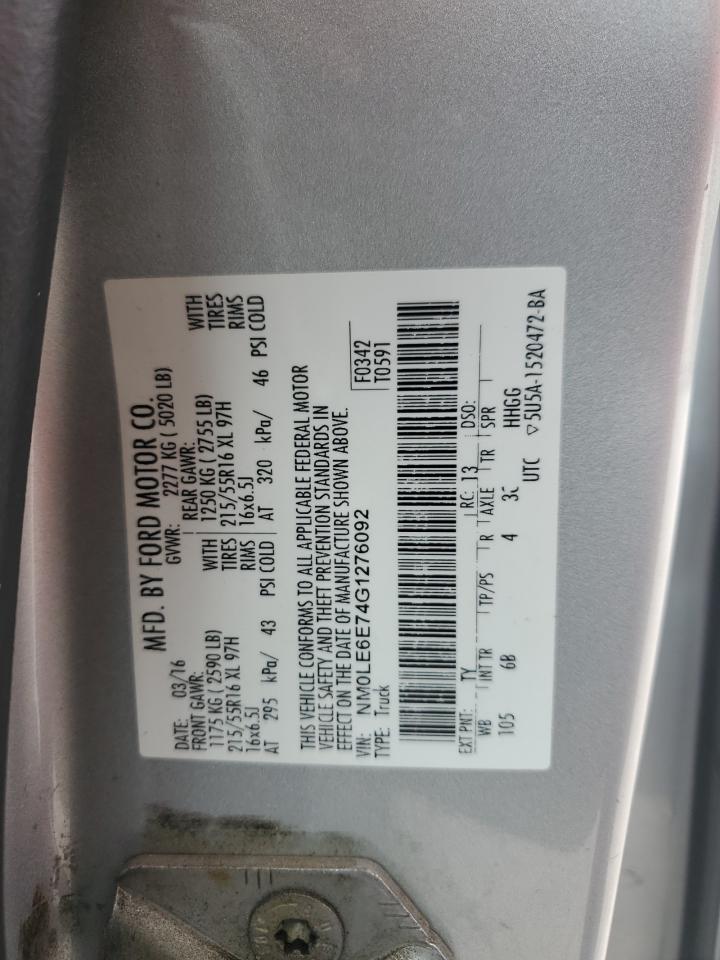 MFD. BY FORD MOTOR CO.
DATE: 03/16 GVWR: 2277 KG ( 5020 LB)
FRONT GAWR: REAR GAWR:
1175 KG ( 2590 LB) WITH 1250 KG ( 2755 LB) WITH
215/55R16 XL 97H TIRES 215/55R16 XL 97H TIRES
16x6.5J RIMS 16x6.5J RIMS
AT 295 kPa/ 43 PSI COLD AT 320 kPa/ 46 PSI COLD
THIS VEHICLE CONFORMS TO ALL APPLICABLE FEDERAL MOTOR
VEHICLE SAFETY AND THEFT PREVENTION STANDARDS IN
EFFECT ON THE DATE OF MANUFACTURE SHOWN ABOVE.
VIN: NM0LE6E74G1276092 F0342
TYPE: Truck T0591
EXT PNT: TY RC: 13 DSO:
WB INT TR TP/PS R AXLE TR SPR
105 6B 4 HHGG
UTC ▽5U5A-1520472-BA